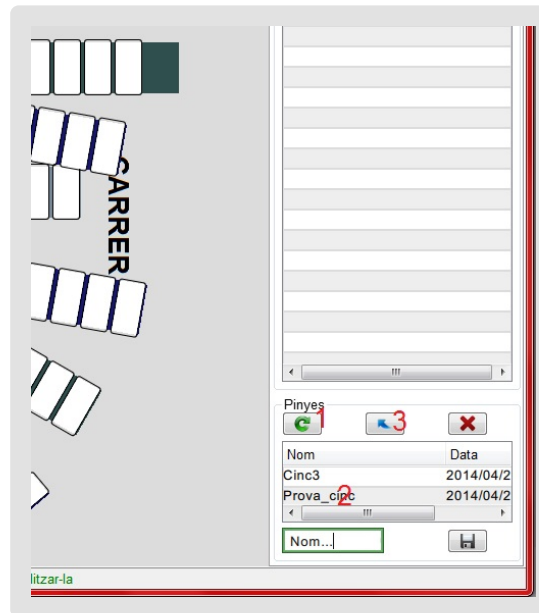 CARRER
Pinyes
1
3
Nom Data
Cinc3 2014/04/2
Prova_cinc 2014/04/2
2
Nom...
litzar-la